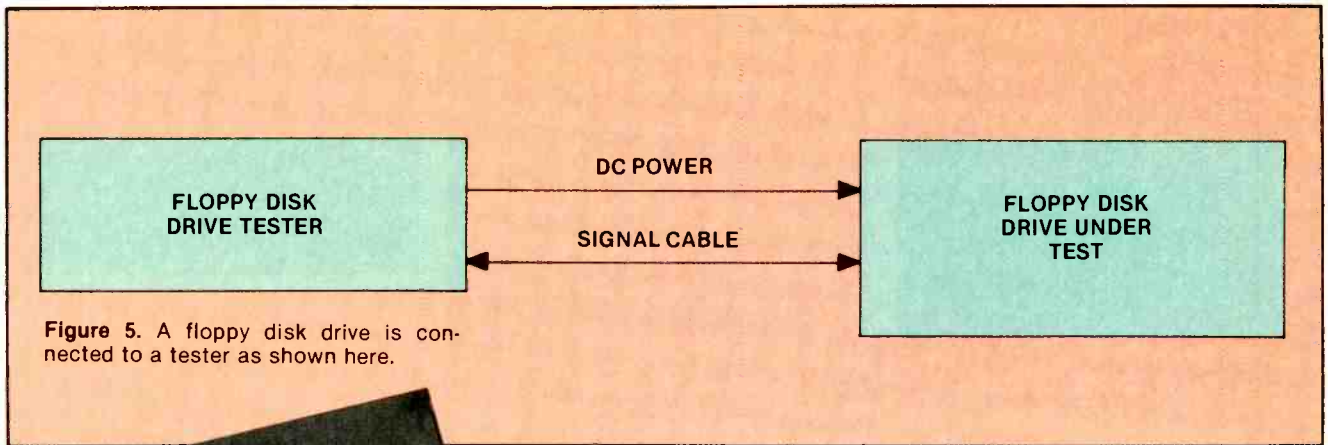 FLOPPY DISK
DRIVE TESTER
DC POWER
SIGNAL CABLE
FLOPPY DISK
DRIVE UNDER
TEST
Figure 5. A floppy disk drive is con-
nected to a tester as shown here.